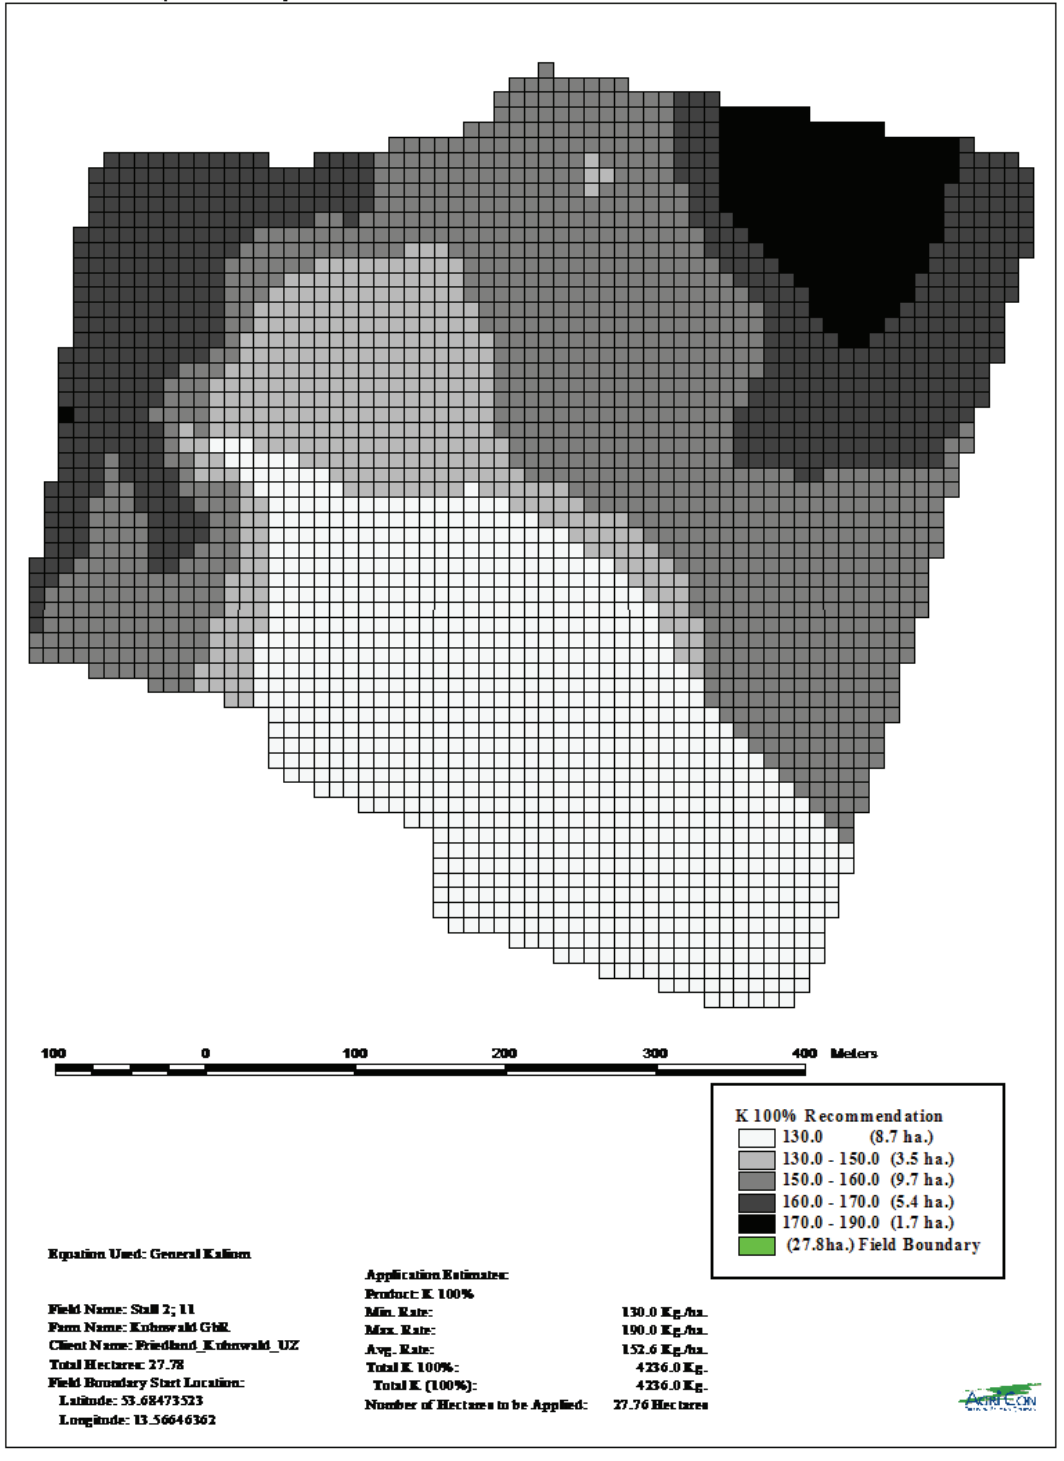 100 0 100 200 300 400 Meters
K 100% Recommendation
130.0 (8.7 ha.)
130.0 - 150.0 (3.5 ha.)
150.0 - 160.0 (9.7 ha.)
160.0 - 170.0 (5.4 ha.)
170.0 - 190.0 (1.7 ha.)
(27.8ha.) Field Boundary
Equation Used: General Kalium
Field Name: Stall 2; 11
Farm Name: Kuhnwald GbR
Client Name: Friedland_Kuhnwald_UZ
Total Hectares: 27.78
Field Boundary Start Location:
Latitude: 53.68473523
Longitude: 13.56646362
Application Estimates:
Product: K 100%
Min. Rate: 130.0 Kg./ha.
Max. Rate: 190.0 Kg./ha.
Avg. Rate: 152.6 Kg./ha.
Total K 100%: 4236.0 Kg.
Total K (100%): 4236.0 Kg.
Number of Hectares to be Applied: 27.76 Hectares
AGRI CON